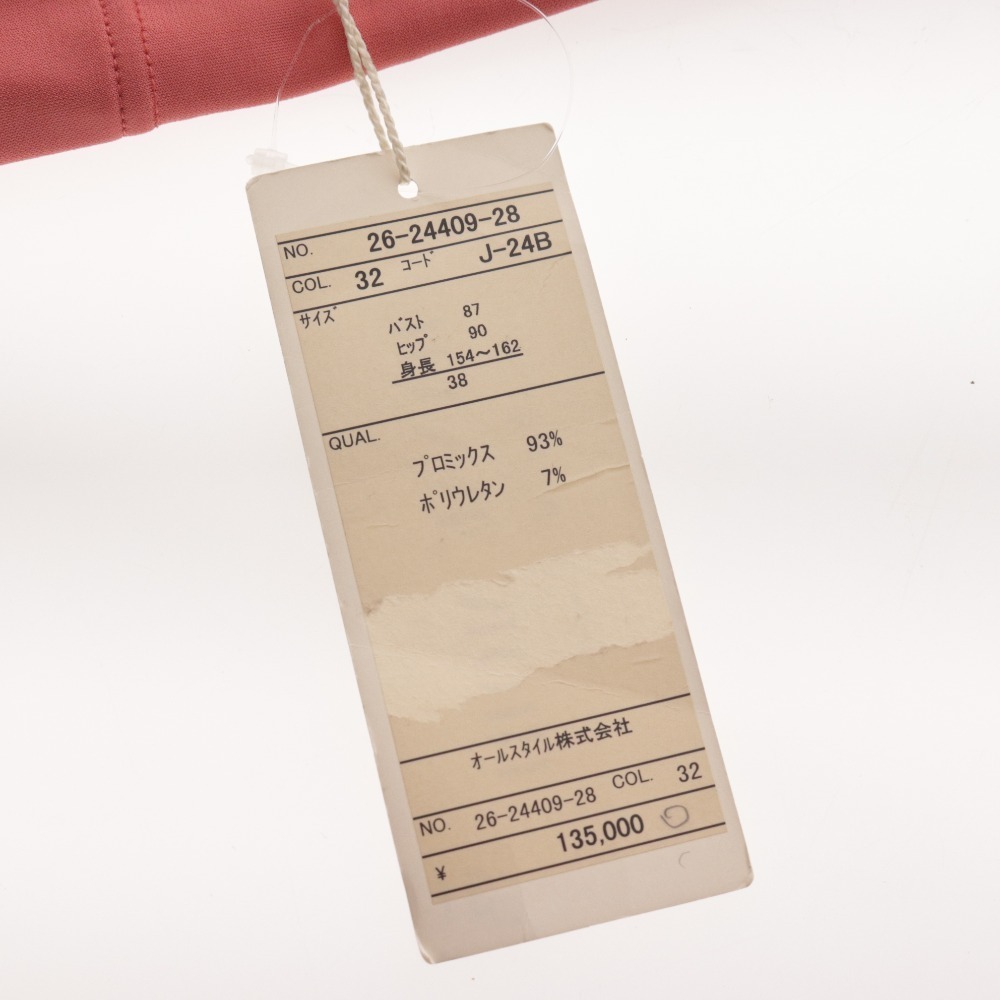 NO. 26-24409-28
COL. 32 コード J-24B
サイズ
バスト 87
ヒップ 90
身長 154〜162
38
QUAL.
プロミックス 93%
ポリウレタン 7%
オールスタイル株式会社
NO. 26-24409-28 COL. 32
¥ 135,000